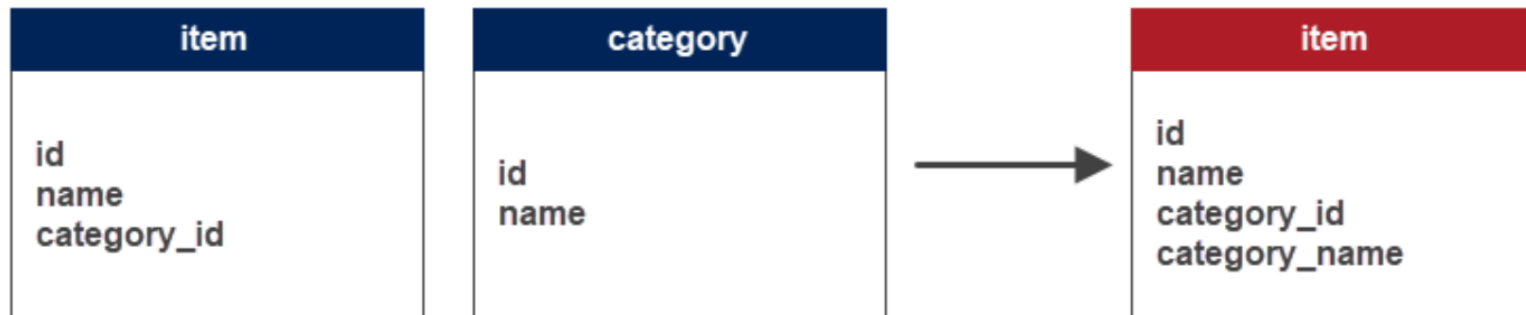 item
id
name
category_id
category
id
name
item
id
name
category_id
category_name